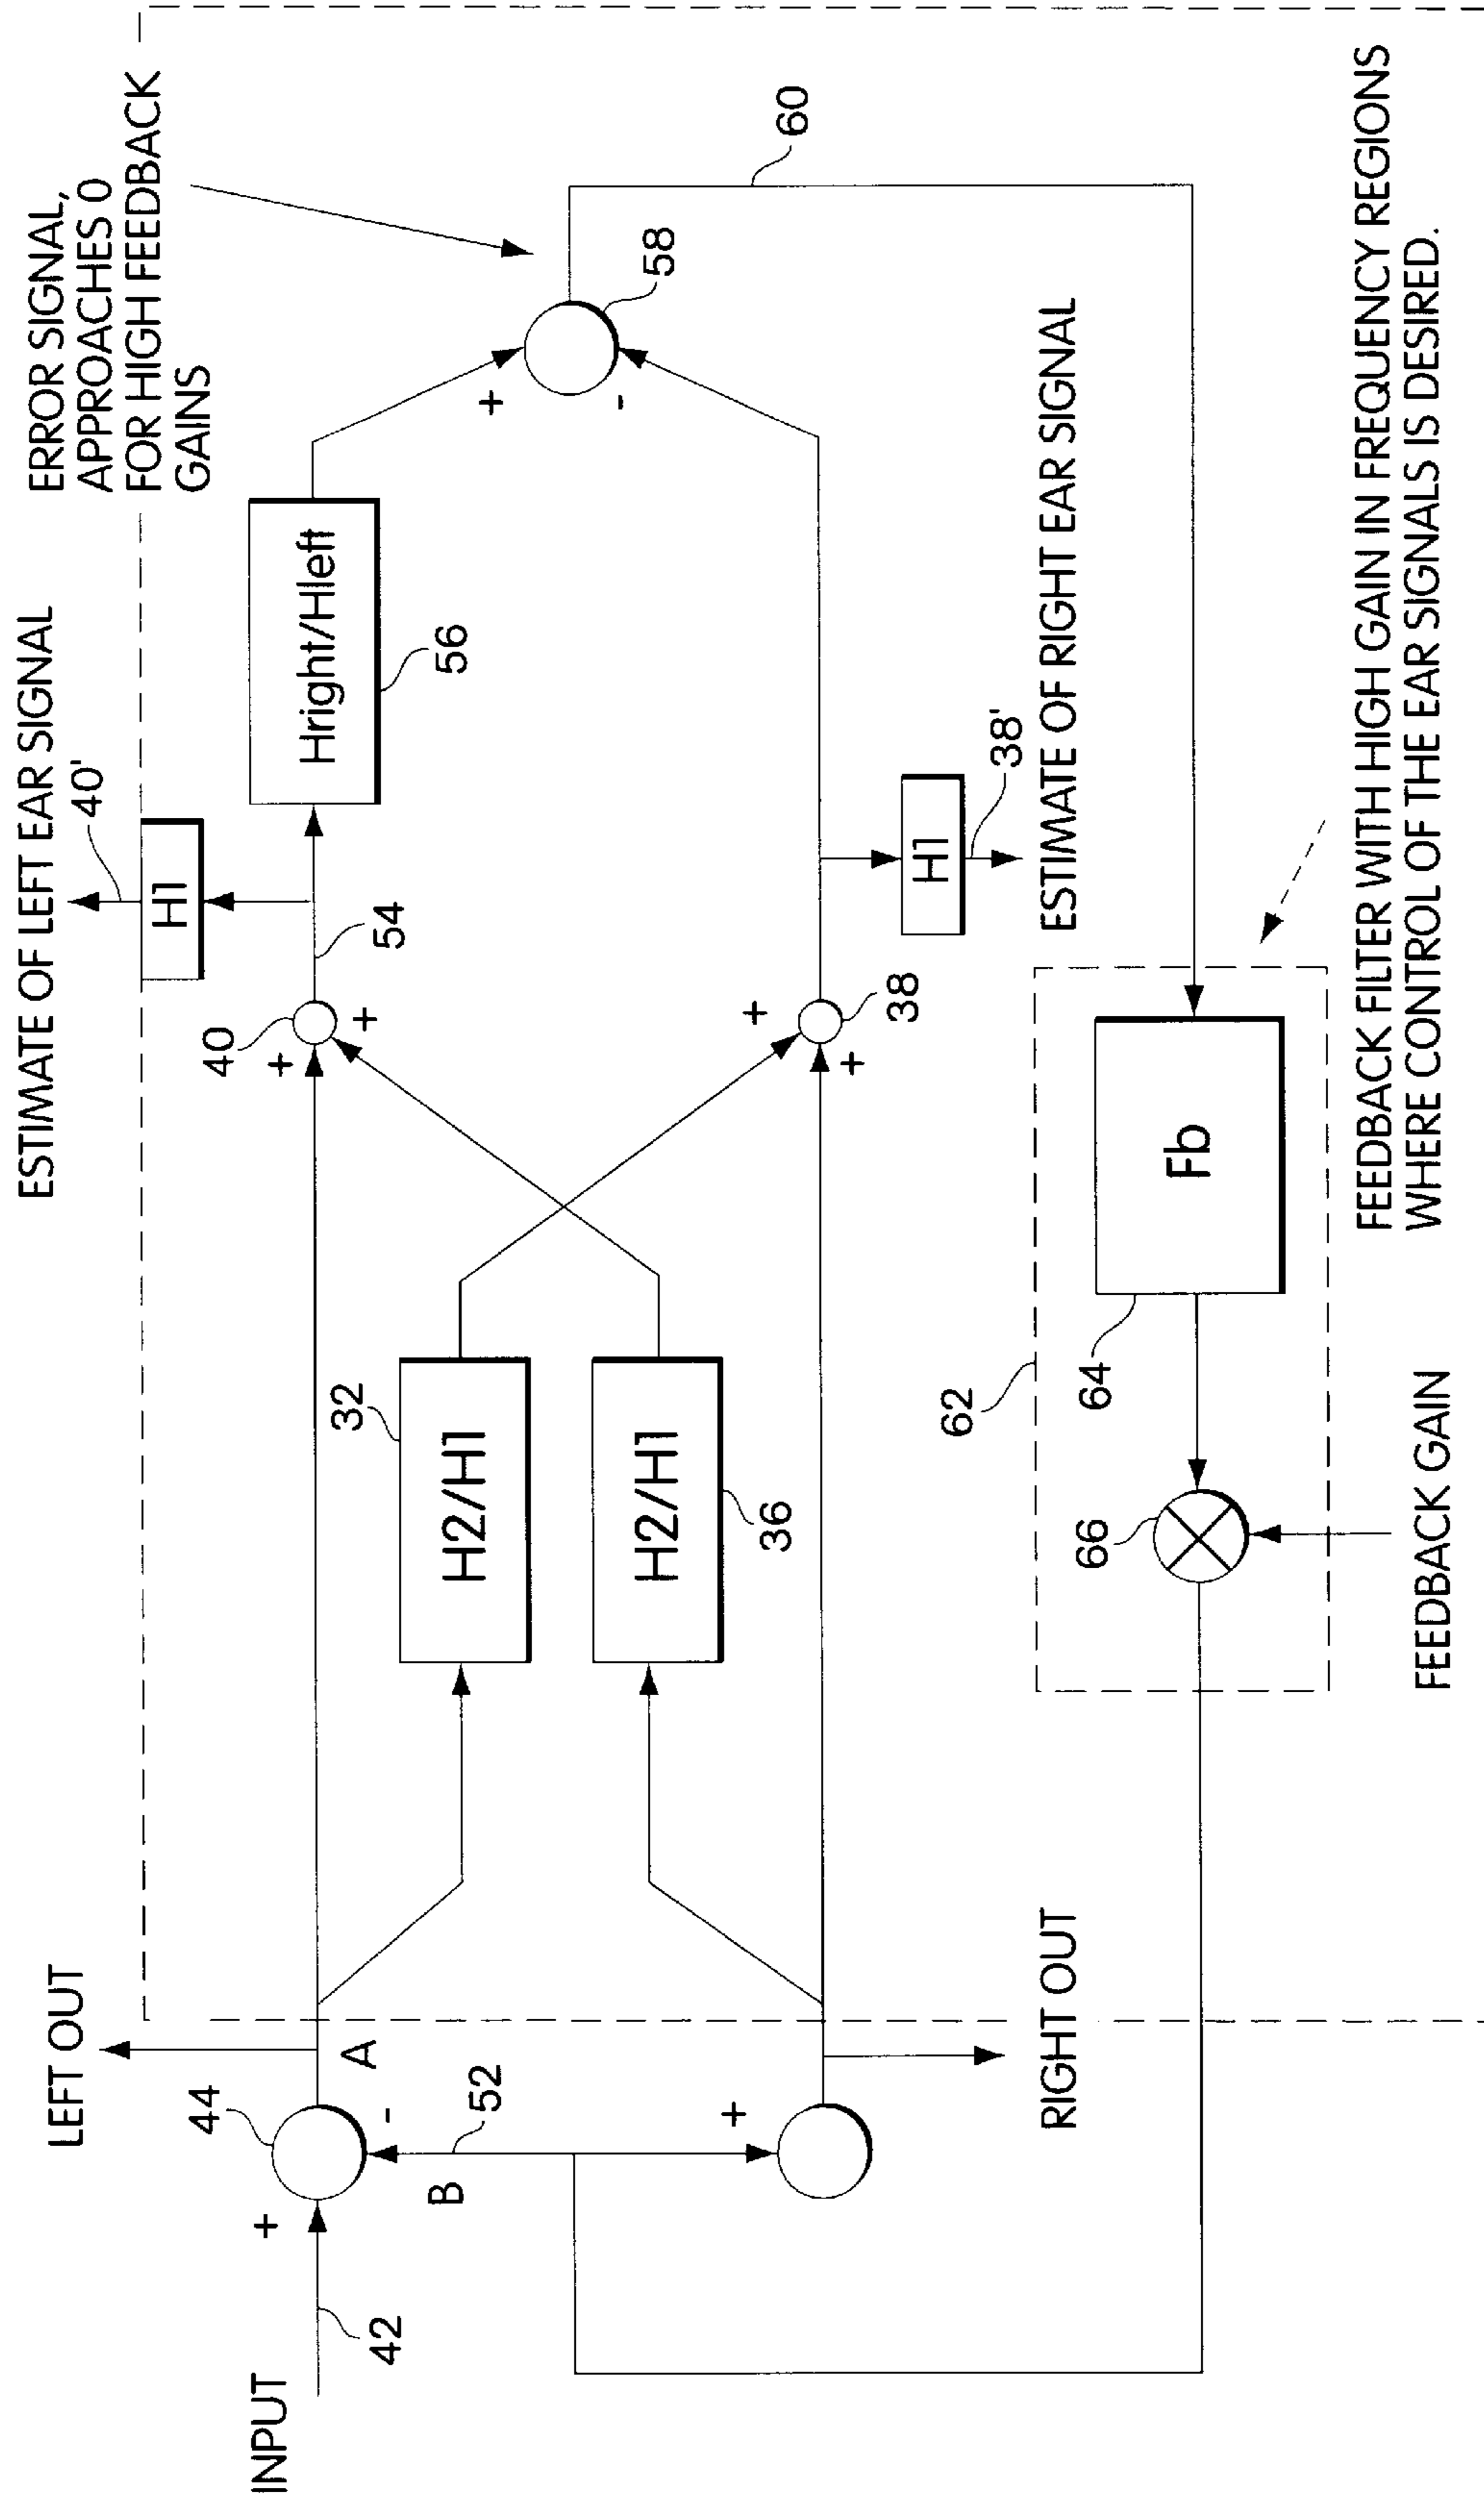 ERROR SIGNAL,
APPROACHES 0
FOR HIGH FEEDBACK
GAINS
ESTIMATE OF LEFT EAR SIGNAL
40'
H1
LEFT OUT
44
+
INPUT
42
A
-
B
52
+
40
+
+
54
Hright/Hleft
56
+
-
58
60
32
H2/H1
H2/H1
36
+
+
38
H1
38'
ESTIMATE OF RIGHT EAR SIGNAL
RIGHT OUT
62
64
Fb
66
FEEDBACK GAIN
FEEDBACK FILTER WITH HIGH GAIN IN FREQUENCY REGIONS
WHERE CONTROL OF THE EAR SIGNALS IS DESIRED.